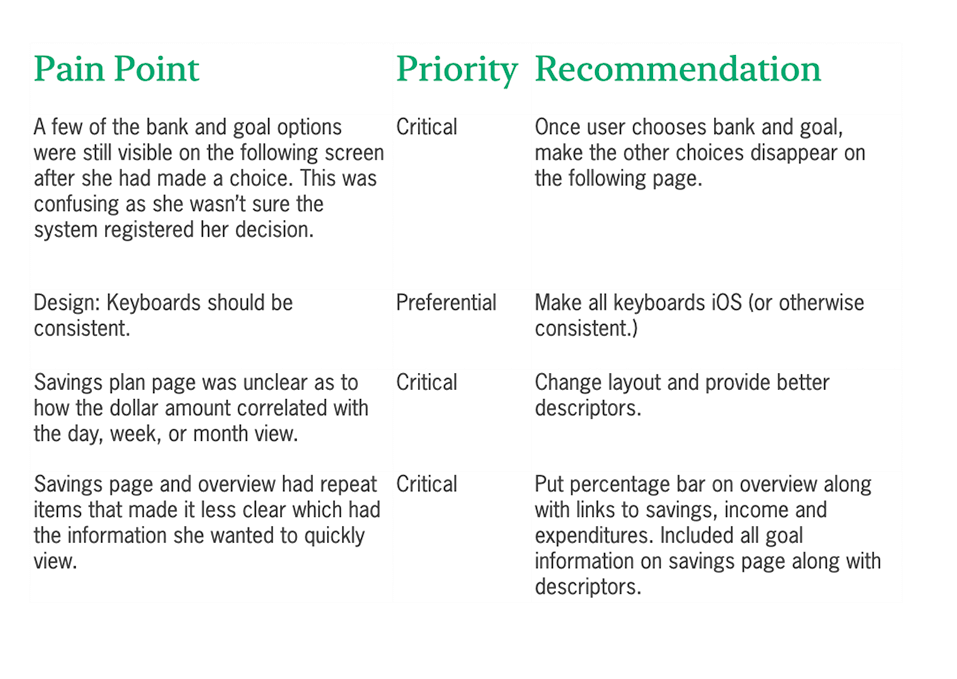 Pain Point Priority Recommendation
A few of the bank and goal options
were still visible on the following screen
after she had made a choice. This was
confusing as she wasn’t sure the
system registered her decision.
Critical
Once user chooses bank and goal,
make the other choices disappear on
the following page.
Design: Keyboards should be
consistent.
Preferential
Make all keyboards iOS (or otherwise
consistent.)
Savings plan page was unclear as to
how the dollar amount correlated with
the day, week, or month view.
Critical
Change layout and provide better
descriptors.
Savings page and overview had repeat
items that made it less clear which had
the information she wanted to quickly
view.
Critical
Put percentage bar on overview along
with links to savings, income and
expenditures. Included all goal
information on savings page along with
descriptors.